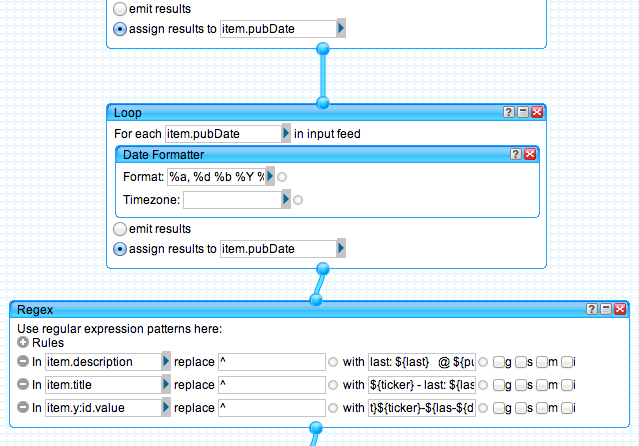 emit results
assign results to item.pubDate
Loop
For each item.pubDate in input feed
Date Formatter
Format: %a, %d %b %Y %
Timezone:
emit results
assign results to item.pubDate
Regex
Use regular expression patterns here:
Rules
In item.description replace ^ with last: ${last} @ ${pu g s m i
In item.title replace ^ with ${ticker} - last: ${las g s m i
In item.y:id.value replace ^ with t}${ticker}-${las-${d g s m i